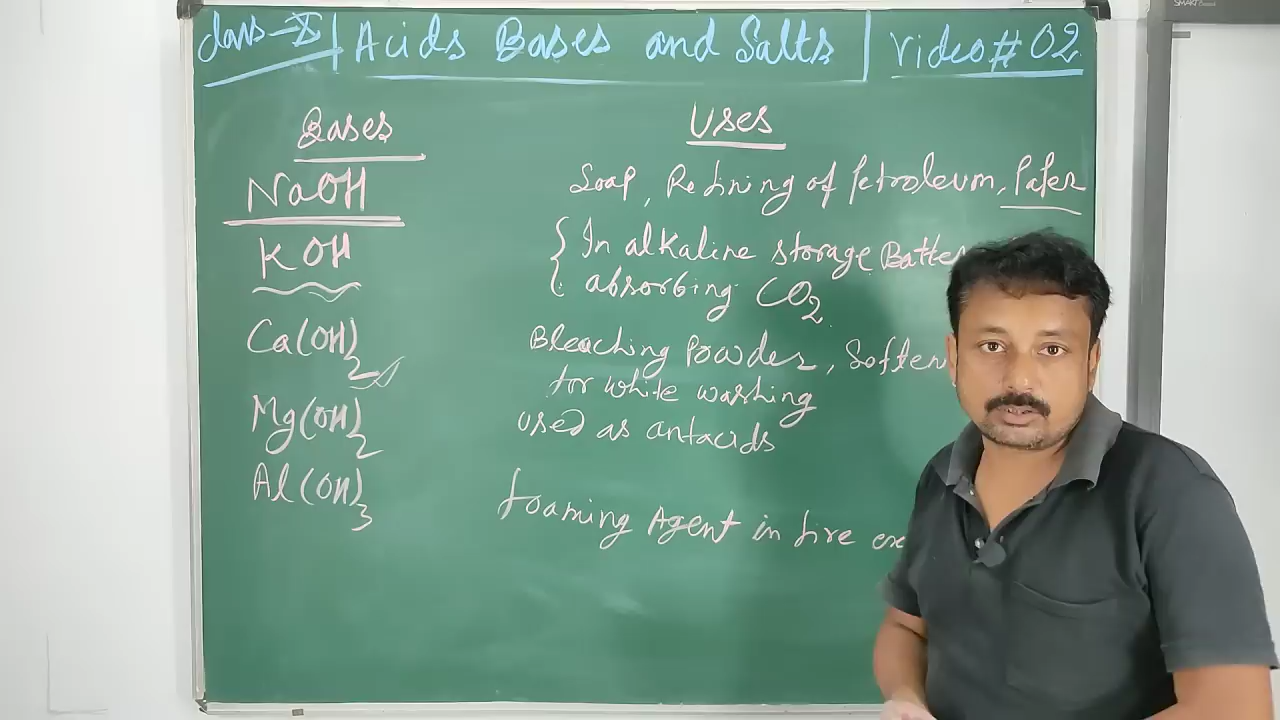 Class-X | Acids Bases and Salts | Video# 02
Bases Uses
NaOH Soap, Refining of Petroleum, Paper
KOH In alkaline storage Batte
absorbing CO2
Ca(OH)2 Bleaching Powder, Soften
for white washing
Mg(OH)2 used as antacids
Al(OH)3 foaming Agent in fire ex
SMART